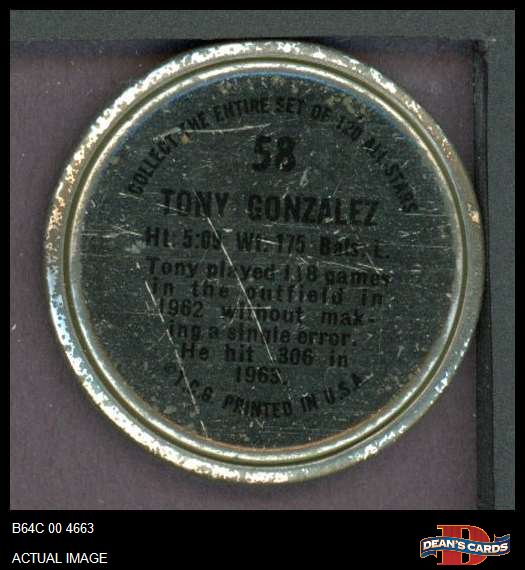 COLLECT THE ENTIRE SET OF 120 ALL-STARS
58
TONY GONZALEZ
Ht. 5:09 Wt. 175 Bats. L.
Tony played 118 games
in the outfield in
1962 without mak-
ing a single error.
He hit .306 in
1963.
©T.C.G. PRINTED IN U.S.A.
B64C 00 4663
ACTUAL IMAGE
D
DEAN'S CARDS